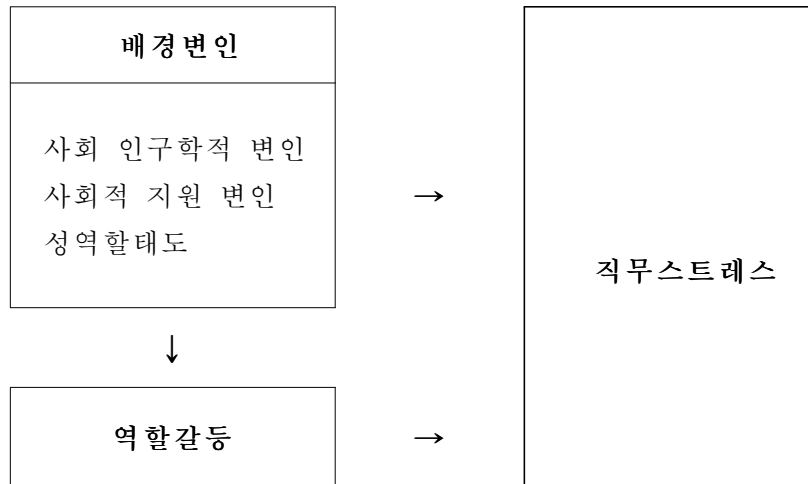 배경변인
사회 인구학적 변인
사회적 지원 변인
성역할태도
→
직무스트레스
↓
역할갈등
→